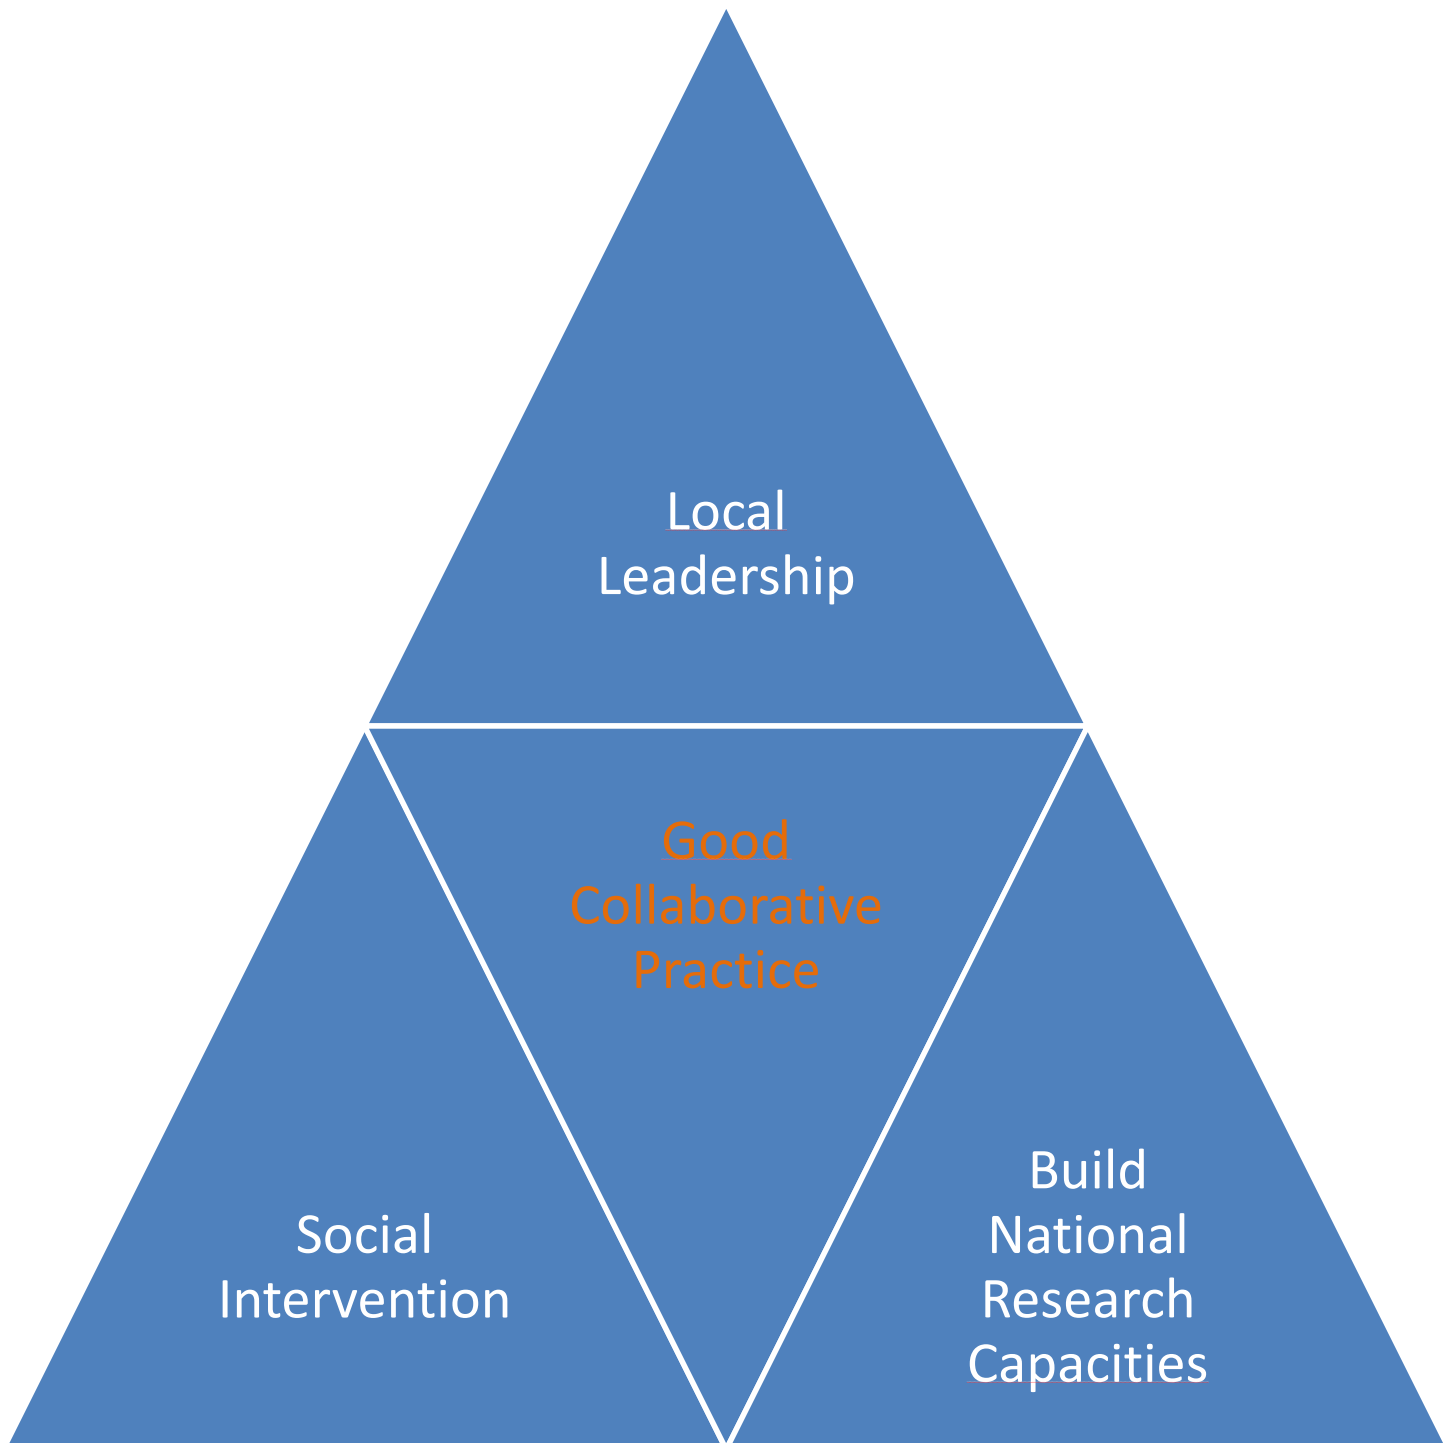 Local
Leadership
Good
Collaborative
Practice
Social
Intervention
Build
National
Research
Capacities